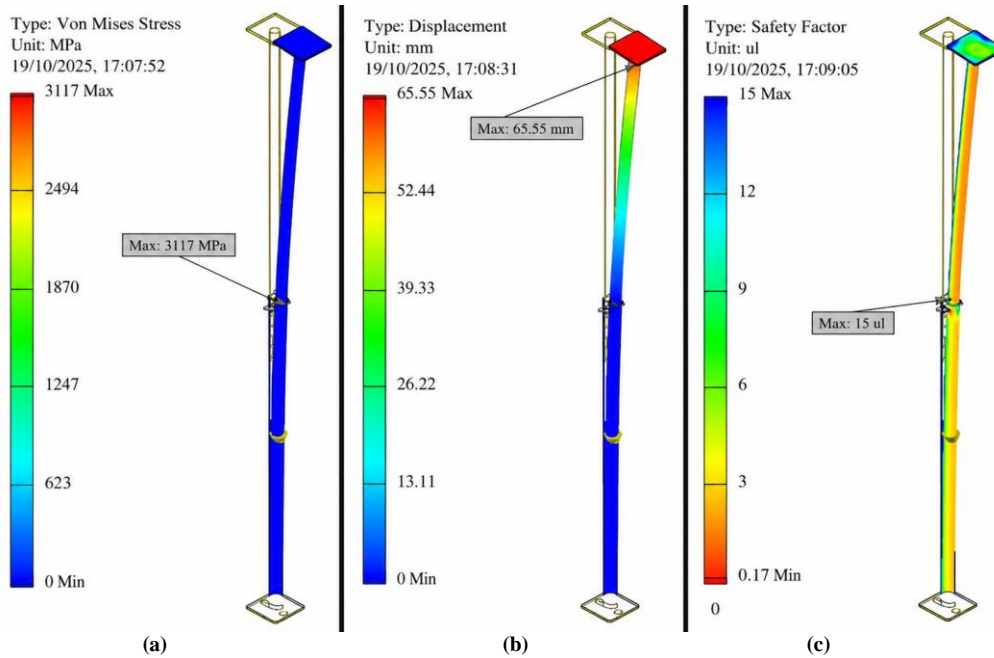 Type: Von Mises Stress
Unit: MPa
19/10/2025, 17:07:52
3117 Max
2494
1870
1247
623
0 Min
Max: 3117 MPa
(a)
Type: Displacement
Unit: mm
19/10/2025, 17:08:31
65.55 Max
52.44
39.33
26.22
13.11
0 Min
Max: 65.55 mm
(b)
Type: Safety Factor
Unit: ul
19/10/2025, 17:09:05
15 Max
12
9
6
3
0.17 Min
0
Max: 15 ul
(c)